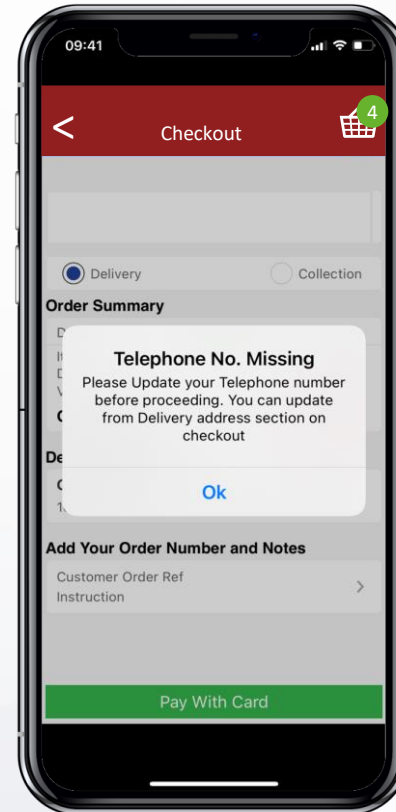 09:41
4
< Checkout
Delivery Collection
Order Summary
Telephone No. Missing
Please Update your Telephone number
before proceeding. You can update
from Delivery address section on
checkout
Ok
Add Your Order Number and Notes
Customer Order Ref
Instruction
Pay With Card